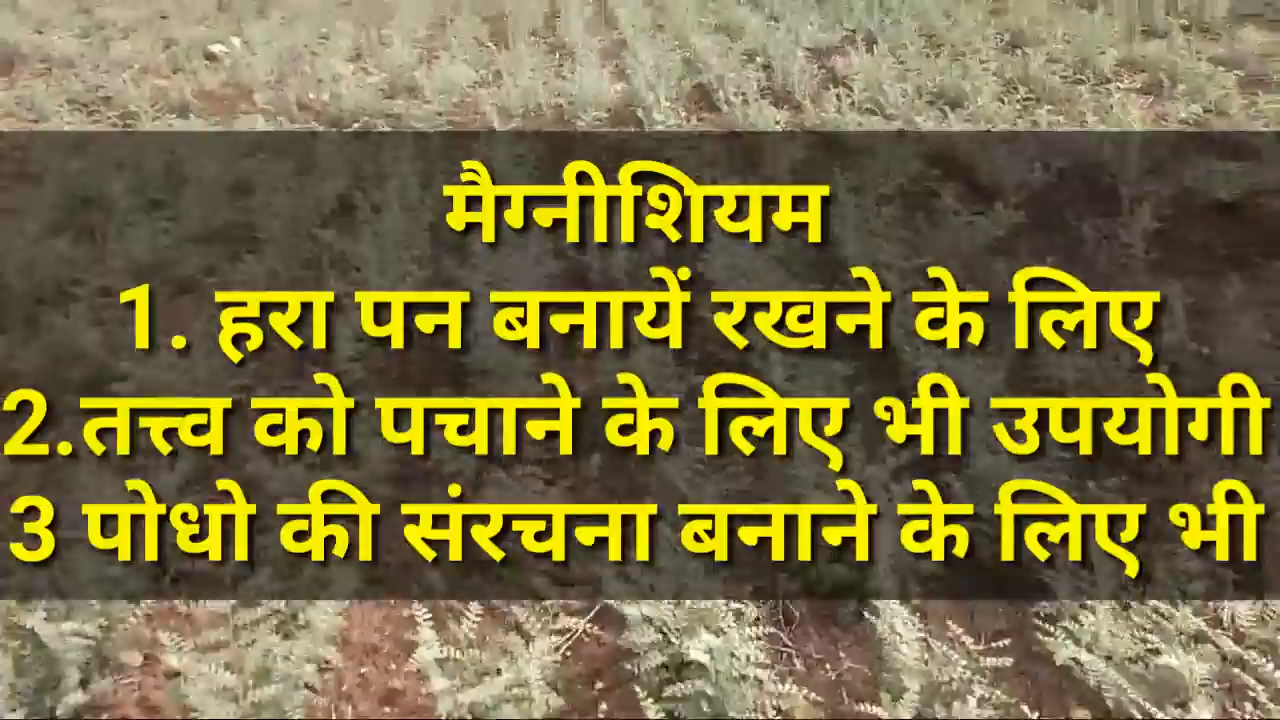 मैग्नीशियम
1. हरा पन बनायें रखने के लिए
2.तत्त्व को पचाने के लिए भी उपयोगी
3 पोधो की संरचना बनाने के लिए भी